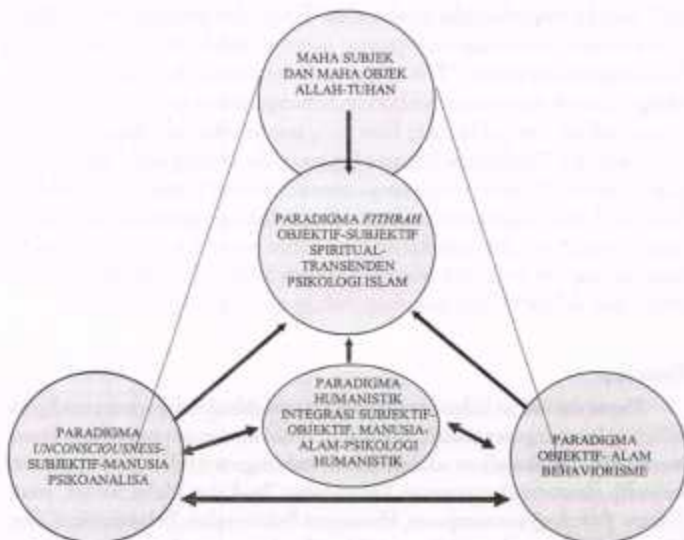 MAHA SUBJEK
DAN MAHA OBJEK
ALLAH-TUHAN
PARADIGMA FITHRAH
OBJEKTIF-SUBJEKTIF
SPIRITUAL-
TRANSENDEN
PSIKOLOGI ISLAM
PARADIGMA
HUMANISTIK
INTEGRASI SUBJEKTIF-
OBJEKTIF, MANUSIA-
ALAM-PSIKOLOGI
HUMANISTIK
PARADIGMA
UNCONSCIOUSNESS-
SUBJEKTIF-MANUSIA
PSIKOANALISA
PARADIGMA
OBJEKTIF- ALAM
BEHAVIORISME